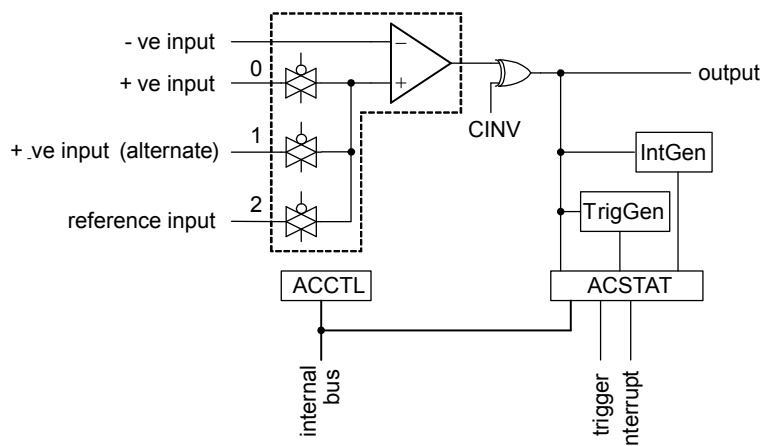 - ve input
0
+ ve input
−
+
output
CINV
1
+ ve input (alternate)
IntGen
2
reference input
TrigGen
ACCTL
ACSTAT
internal
bus
trigger
nterrupt